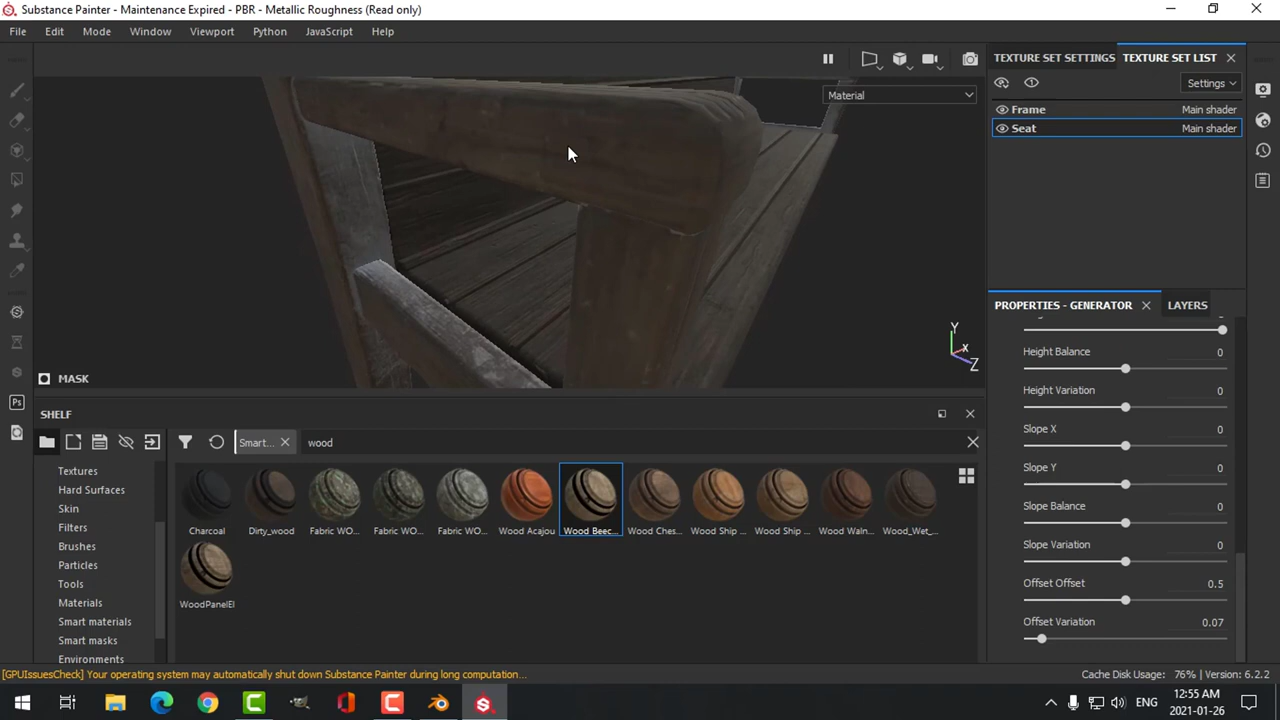 Substance Painter - Maintenance Expired - PBR - Metallic Roughness (Read only)
File Edit Mode Window Viewport Python JavaScript Help
TEXTURE SET SETTINGS TEXTURE SET LIST
Settings
Material
Frame Main shader
Seat Main shader
PROPERTIES - GENERATOR LAYERS
Height Balance 0
Height Variation 0
Slope X 0
Slope Y 0
Slope Balance 0
Slope Variation 0
Offset Offset 0.5
Offset Variation 0.07
Y
X
Z
MASK
SHELF
Smart... wood
Textures
Hard Surfaces
Skin
Filters
Brushes
Particles
Tools
Materials
Smart materials
Smart masks
Environments
Charcoal Dirty_wood Fabric WO... Fabric WO... Fabric WO... Wood Acajou Wood Beec... Wood Ches... Wood Ship ... Wood Ship ... Wood Waln... Wood_Wet_...
WoodPanelEl
Ps
[GPUIssuesCheck] Your operating system may automatically shut down Substance Painter during long computation...
Cache Disk Usage: 76% | Version: 6.2.2
ENG
12:55 AM
2021-01-26